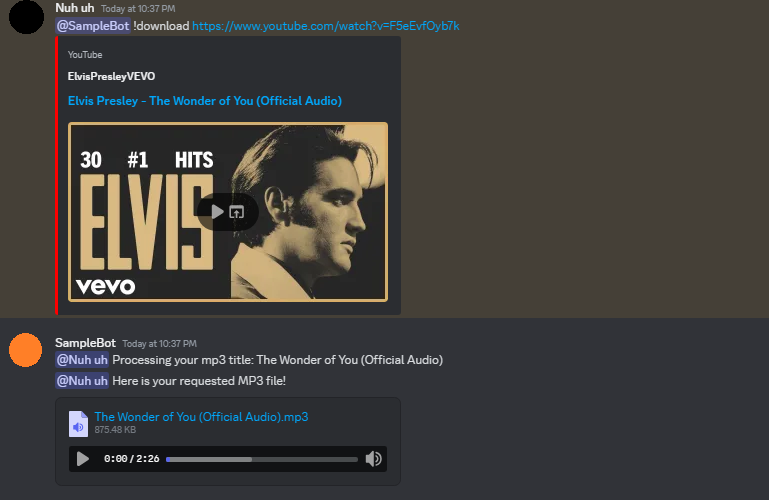 Nuh uh Today at 10:37 PM
@SampleBot !download https://www.youtube.com/watch?v=F5eEvfOyb7k
YouTube
ElvisPresleyVEVO
Elvis Presley - The Wonder of You (Official Audio)
30 #1 HITS
ELVIS
vevo
SampleBot Today at 10:37 PM
@Nuh uh Processing your mp3 title: The Wonder of You (Official Audio)
@Nuh uh Here is your requested MP3 file!
The Wonder of You (Official Audio).mp3
875.48 KB
0:00 / 2:26